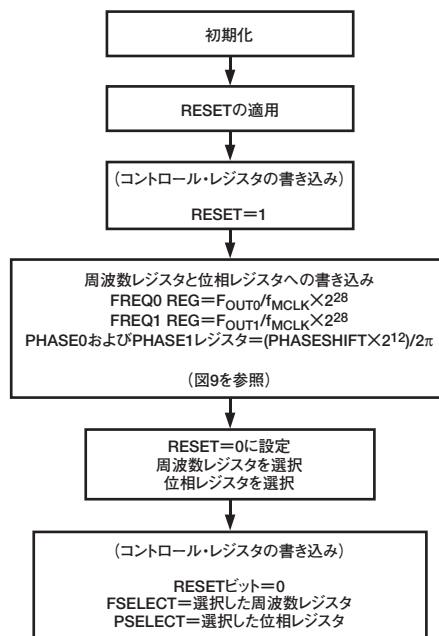 初期化
RESETの適用
(コントロール・レジスタの書き込み)
RESET=1
周波数レジスタと位相レジスタへの書き込み
FREQ0 REG=F_OUT0/f_MCLK×2^28
FREQ1 REG=F_OUT1/f_MCLK×2^28
PHASE0およびPHASE1レジスタ=(PHASESHIFT×2^12)/2π
(図9を参照)
RESET=0に設定
周波数レジスタを選択
位相レジスタを選択
(コントロール・レジスタの書き込み)
RESETビット=0
FSELECT=選択した周波数レジスタ
PSELECT=選択した位相レジスタ